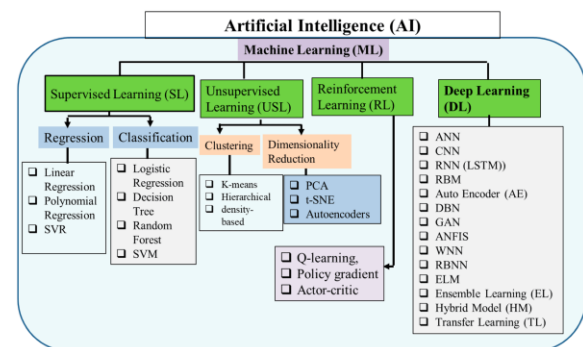 Artificial Intelligence (AI)
Machine Learning (ML)
Supervised Learning (SL)
Unsupervised
Learning (USL)
Reinforcement
Learning (RL)
Deep Learning
(DL)
Regression
Classification
Clustering
Dimensionality
Reduction
Linear
Regression
Polynomial
Regression
SVR
Logistic
Regression
Decision
Tree
Random
Forest
SVM
K-means
Hierarchical
density-
based
PCA
t-SNE
Autoencoders
Q-learning,
Policy gradient
Actor-critic
ANN
CNN
RNN (LSTM))
RBM
Auto Encoder (AE)
DBN
GAN
ANFIS
WNN
RBNN
ELM
Ensemble Learning (EL)
Hybrid Model (HM)
Transfer Learning (TL)